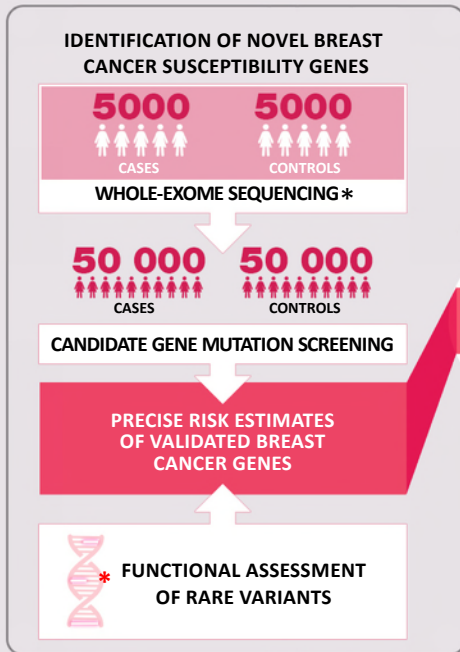 IDENTIFICATION OF NOVEL BREAST
CANCER SUSCEPTIBILITY GENES
5000 5000
CASES CONTROLS
WHOLE-EXOME SEQUENCING*
50 000 50 000
CASES CONTROLS
CANDIDATE GENE MUTATION SCREENING
PRECISE RISK ESTIMATES
OF VALIDATED BREAST
CANCER GENES
* FUNCTIONAL ASSESSMENT
OF RARE VARIANTS